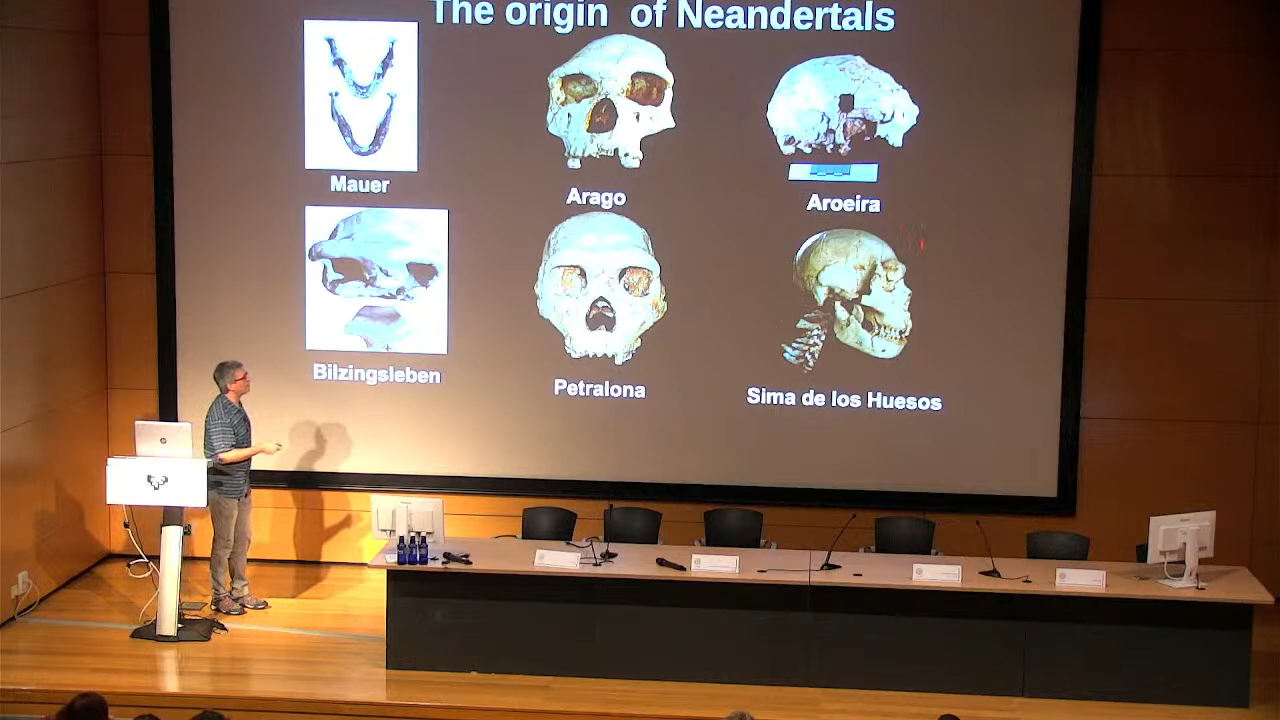 The origin of Neandertals
Mauer
Arago
Aroeira
Bilzingsleben
Petralona
Sima de los Huesos